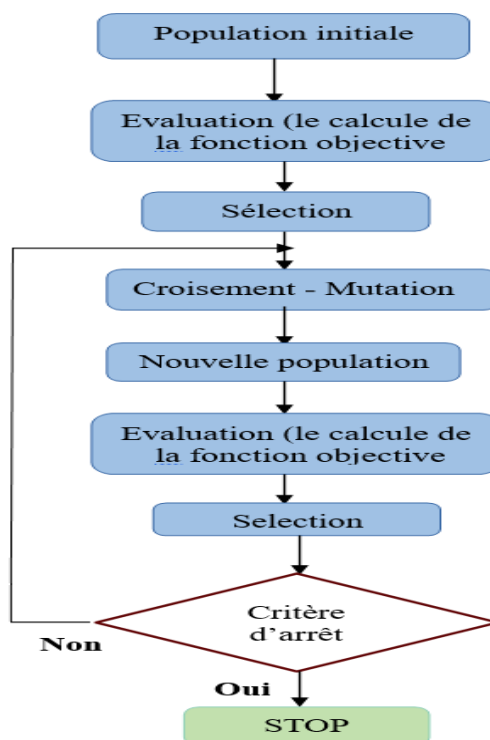 Population initiale
Evaluation (le calcule de
la fonction objective
Sélection
Croisement - Mutation
Nouvelle population
Evaluation (le calcule de
la fonction objective
Selection
Critère
d'arrêt
Non
Oui
STOP